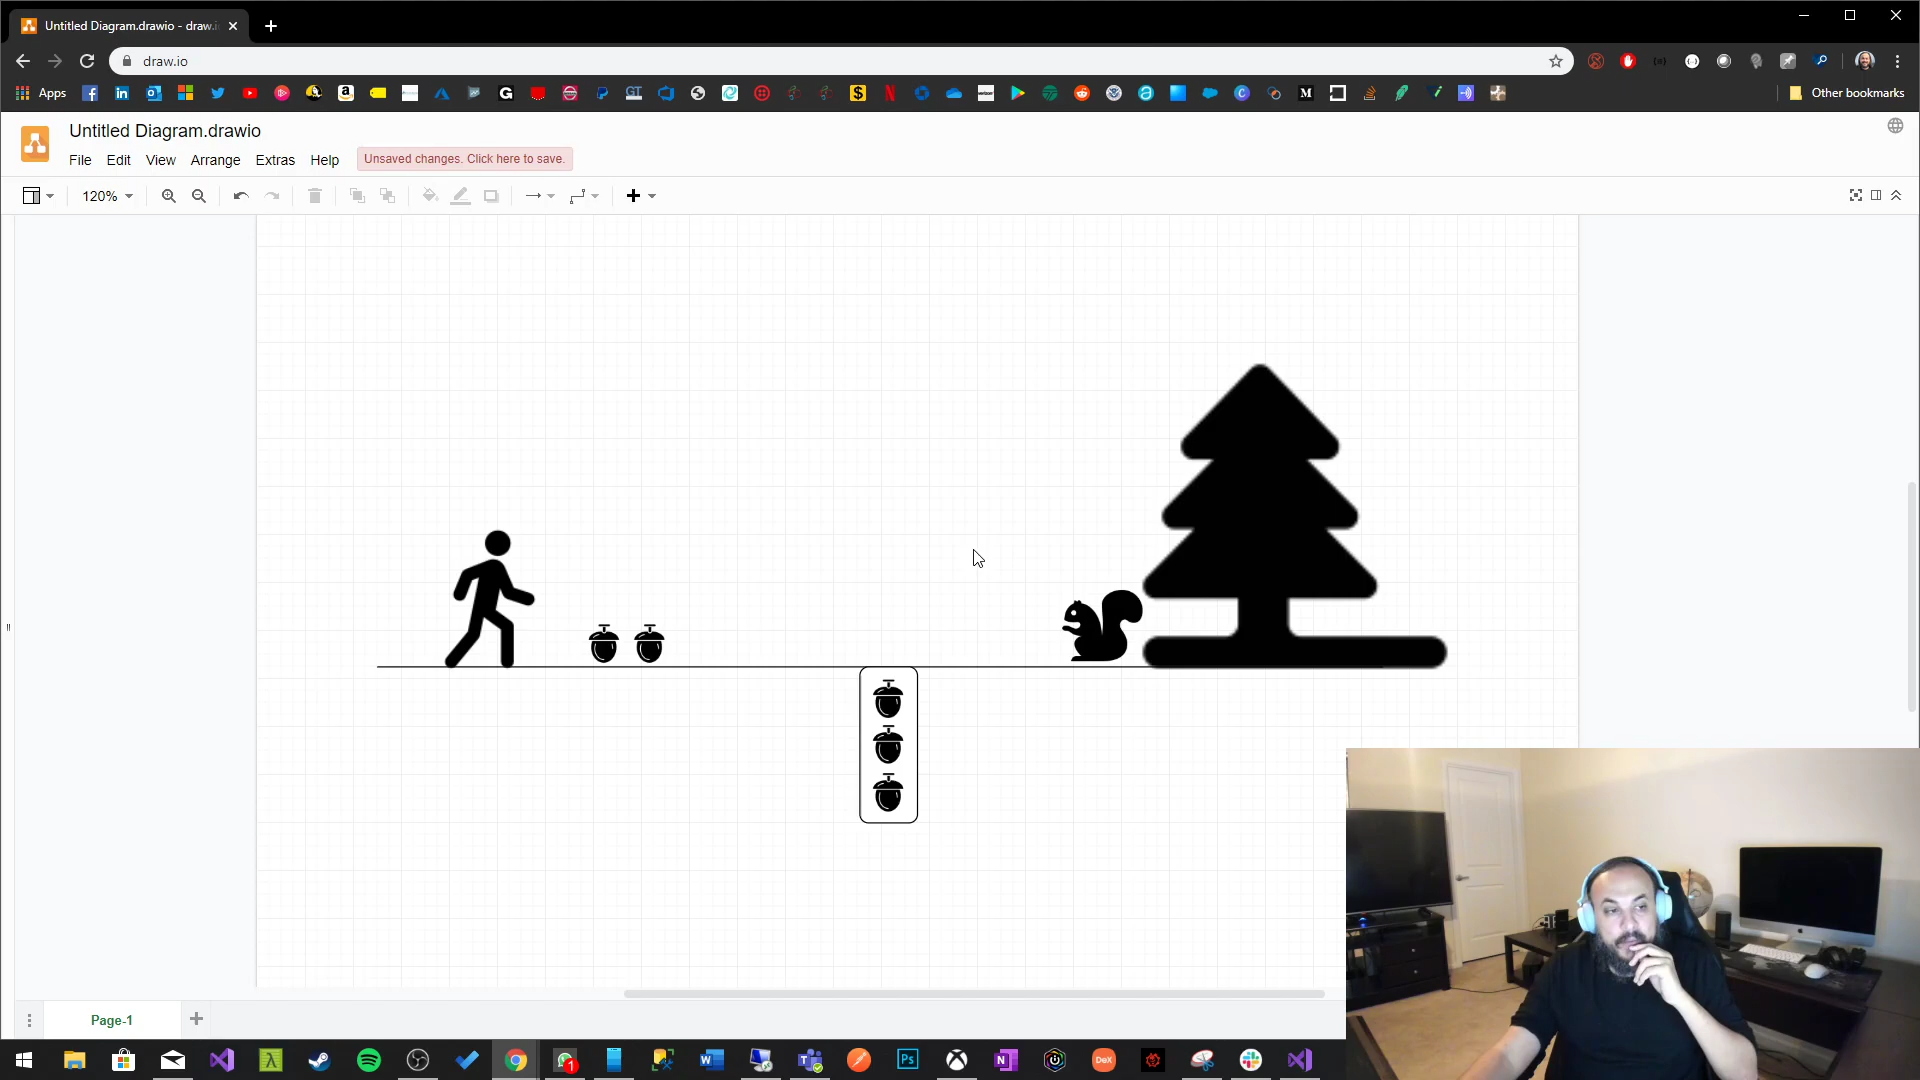 Untitled Diagram.drawio - draw.i
draw.io
Apps
Other bookmarks
Untitled Diagram.drawio
File Edit View Arrange Extras Help
Unsaved changes. Click here to save.
120%
Page-1